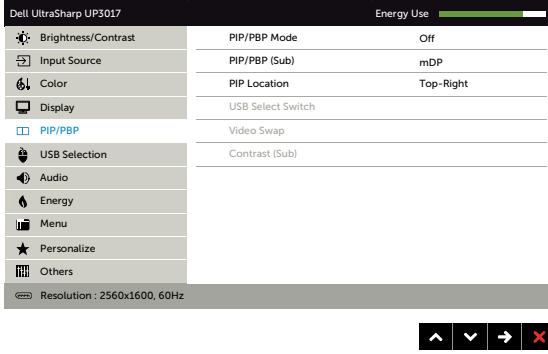 Dell UltraSharp UP3017 Energy Use
Brightness/Contrast PIP/PBP Mode Off
Input Source PIP/PBP (Sub) mDP
Color PIP Location Top-Right
Display USB Select Switch
PIP/PBP Video Swap
USB Selection Contrast (Sub)
Audio
Energy
Menu
Personalize
Others
Resolution : 2560x1600, 60Hz